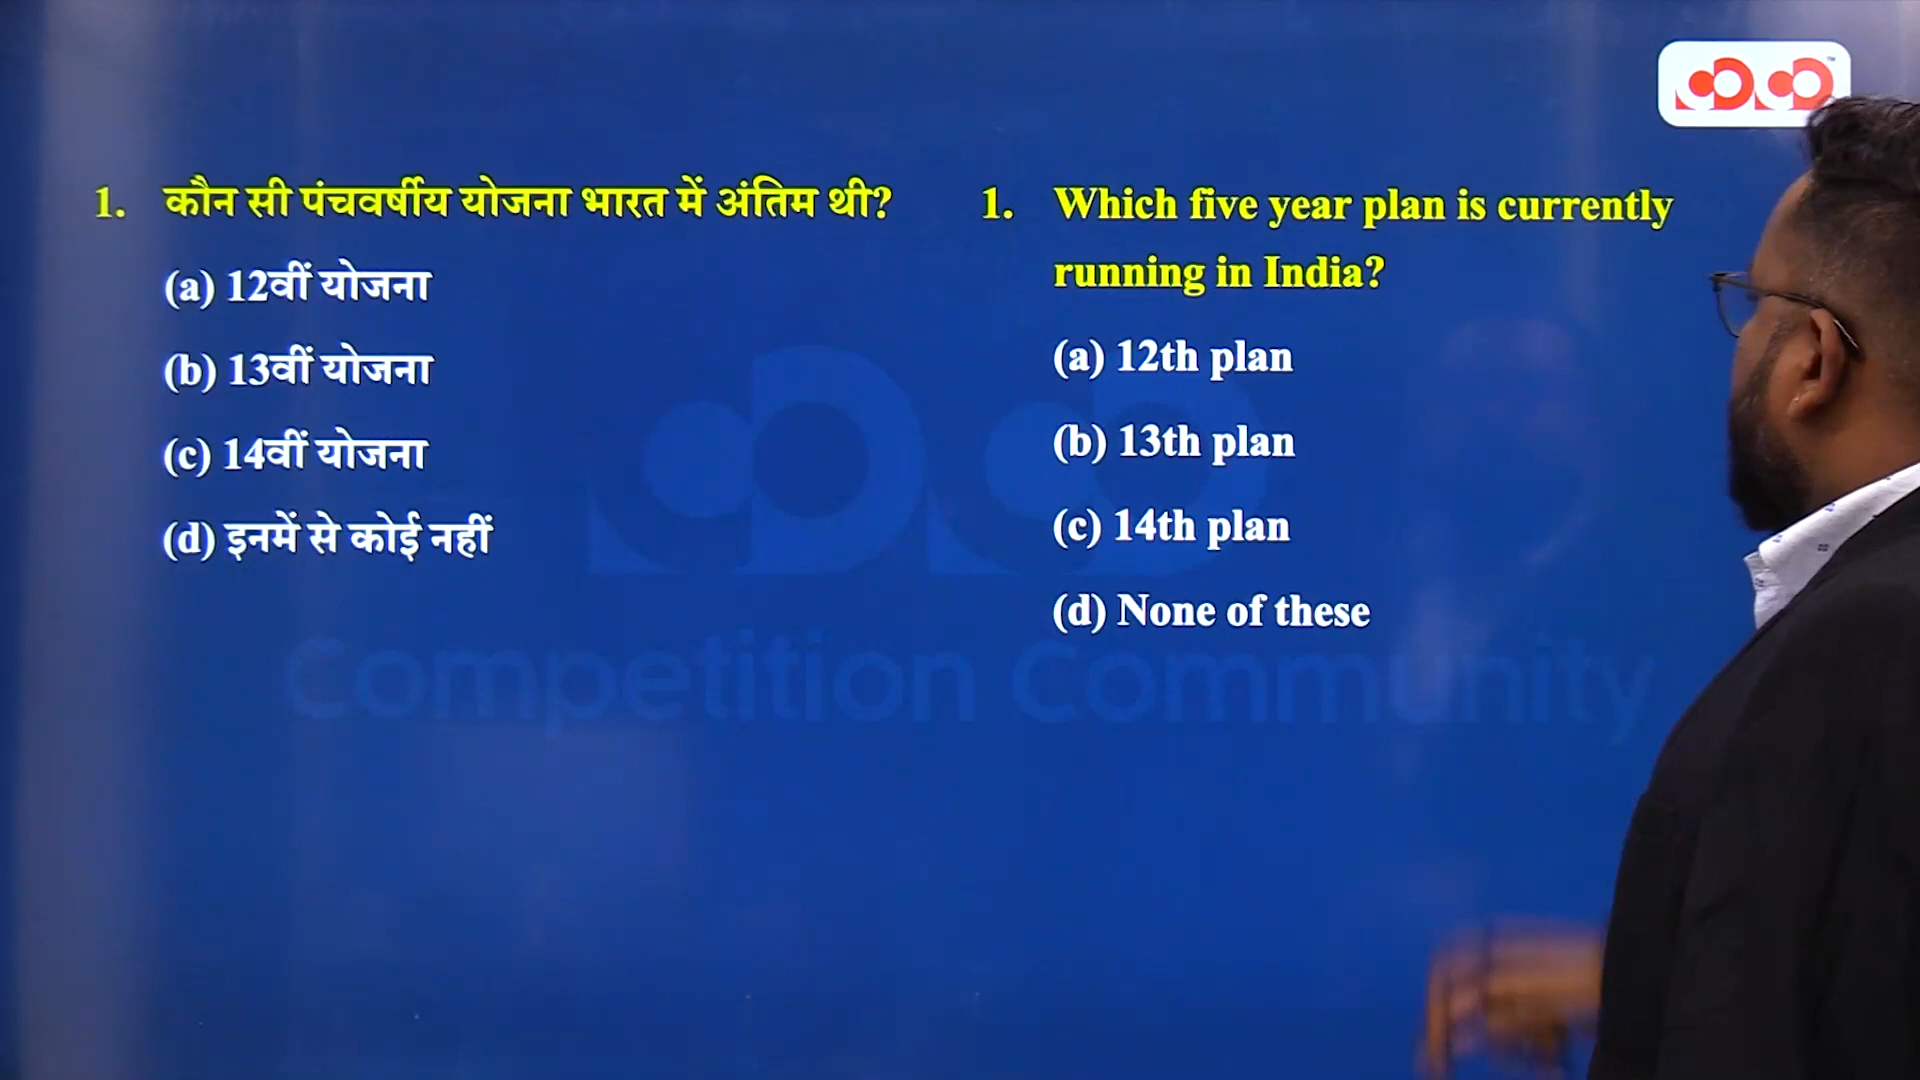 1. कौन सी पंचवर्षीय योजना भारत में अंतिम थी?
(a) 12वीं योजना
(b) 13वीं योजना
(c) 14वीं योजना
(d) इनमें से कोई नहीं
1. Which five year plan is currently
running in India?
(a) 12th plan
(b) 13th plan
(c) 14th plan
(d) None of these
Competition Community